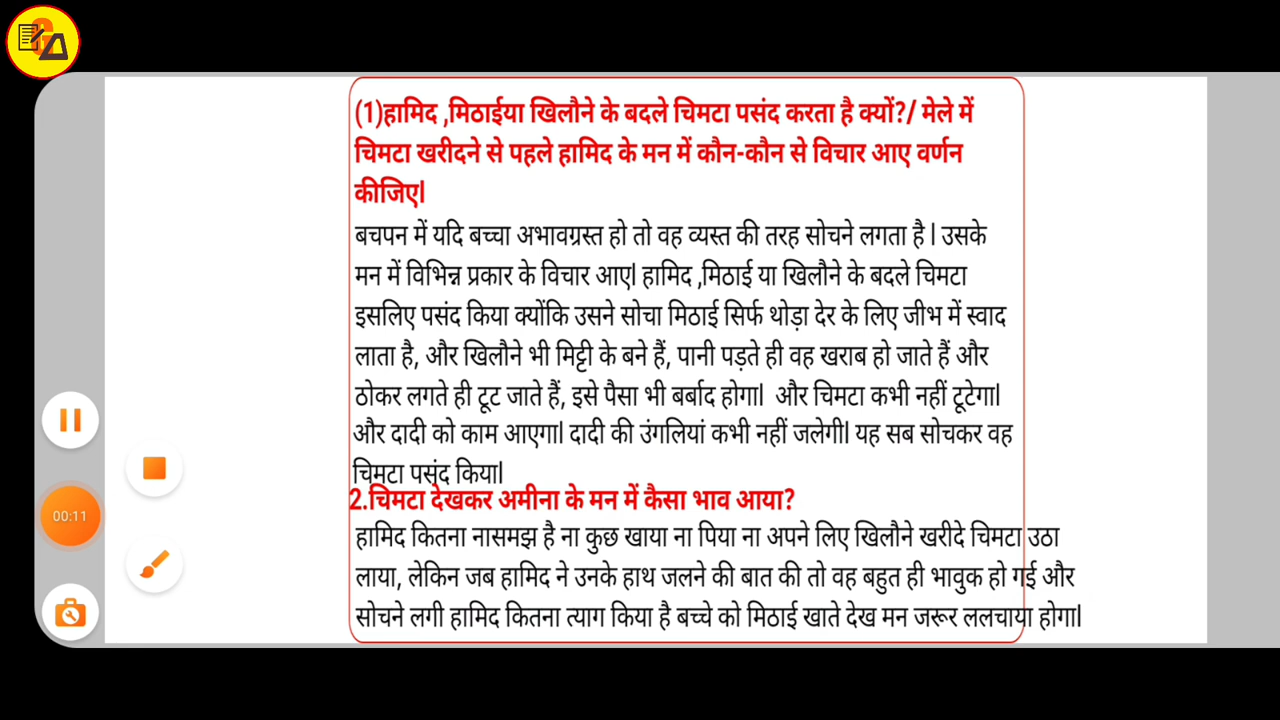 (1)हामिद ,मिठाईया खिलौने के बदले चिमटा पसंद करता है क्यों?/ मेले में
चिमटा खरीदने से पहले हामिद के मन में कौन-कौन से विचार आए वर्णन
कीजिए।
बचपन में यदि बच्चा अभावग्रस्त हो तो वह व्यस्त की तरह सोचने लगता है | उसके
मन में विभिन्न प्रकार के विचार आए। हामिद ,मिठाई या खिलौने के बदले चिमटा
इसलिए पसंद किया क्योंकि उसने सोचा मिठाई सिर्फ थोड़ा देर के लिए जीभ में स्वाद
लाता है, और खिलौने भी मिट्टी के बने हैं, पानी पड़ते ही वह खराब हो जाते हैं और
ठोकर लगते ही टूट जाते हैं, इसे पैसा भी बर्बाद होगा। और चिमटा कभी नहीं टूटेगा।
और दादी को काम आएगा। दादी की उंगलियां कभी नहीं जलेगी। यह सब सोचकर वह
चिमटा पसंद किया।
2.चिमटा देखकर अमीना के मन में कैसा भाव आया?
हामिद कितना नासमझ है ना कुछ खाया ना पिया ना अपने लिए खिलौने खरीदे चिमटा उठा
लाया, लेकिन जब हामिद ने उनके हाथ जलने की बात की तो वह बहुत ही भावुक हो गई और
सोचने लगी हामिद कितना त्याग किया है बच्चे को मिठाई खाते देख मन जरूर ललचाया होगा।
00:11